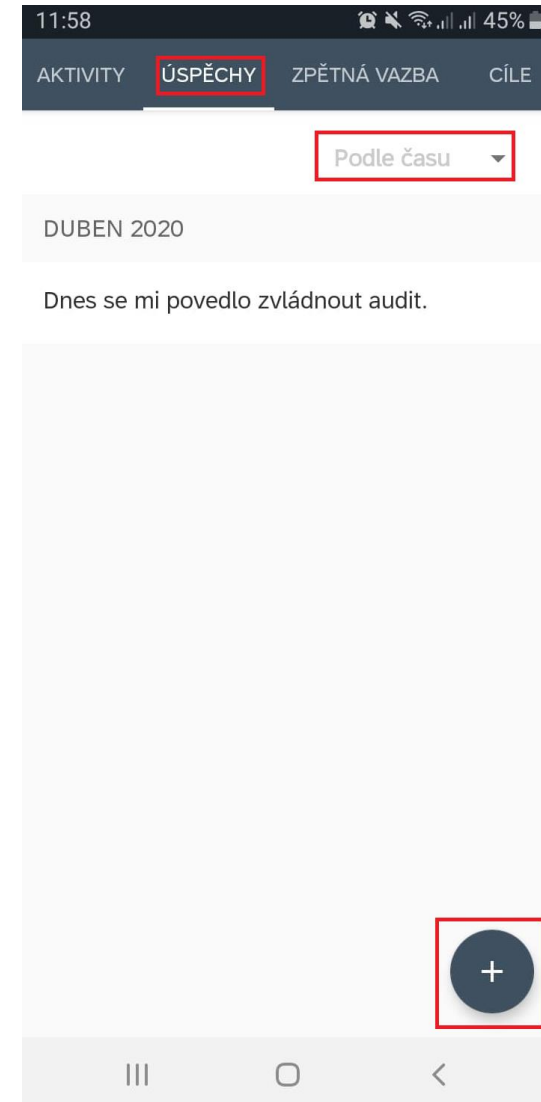 11:58 45%
AKTIVITY ÚSPĚCHY ZPĚTNÁ VAZBA CÍLE
Podle času
DUBEN 2020
Dnes se mi povedlo zvládnout audit.
+